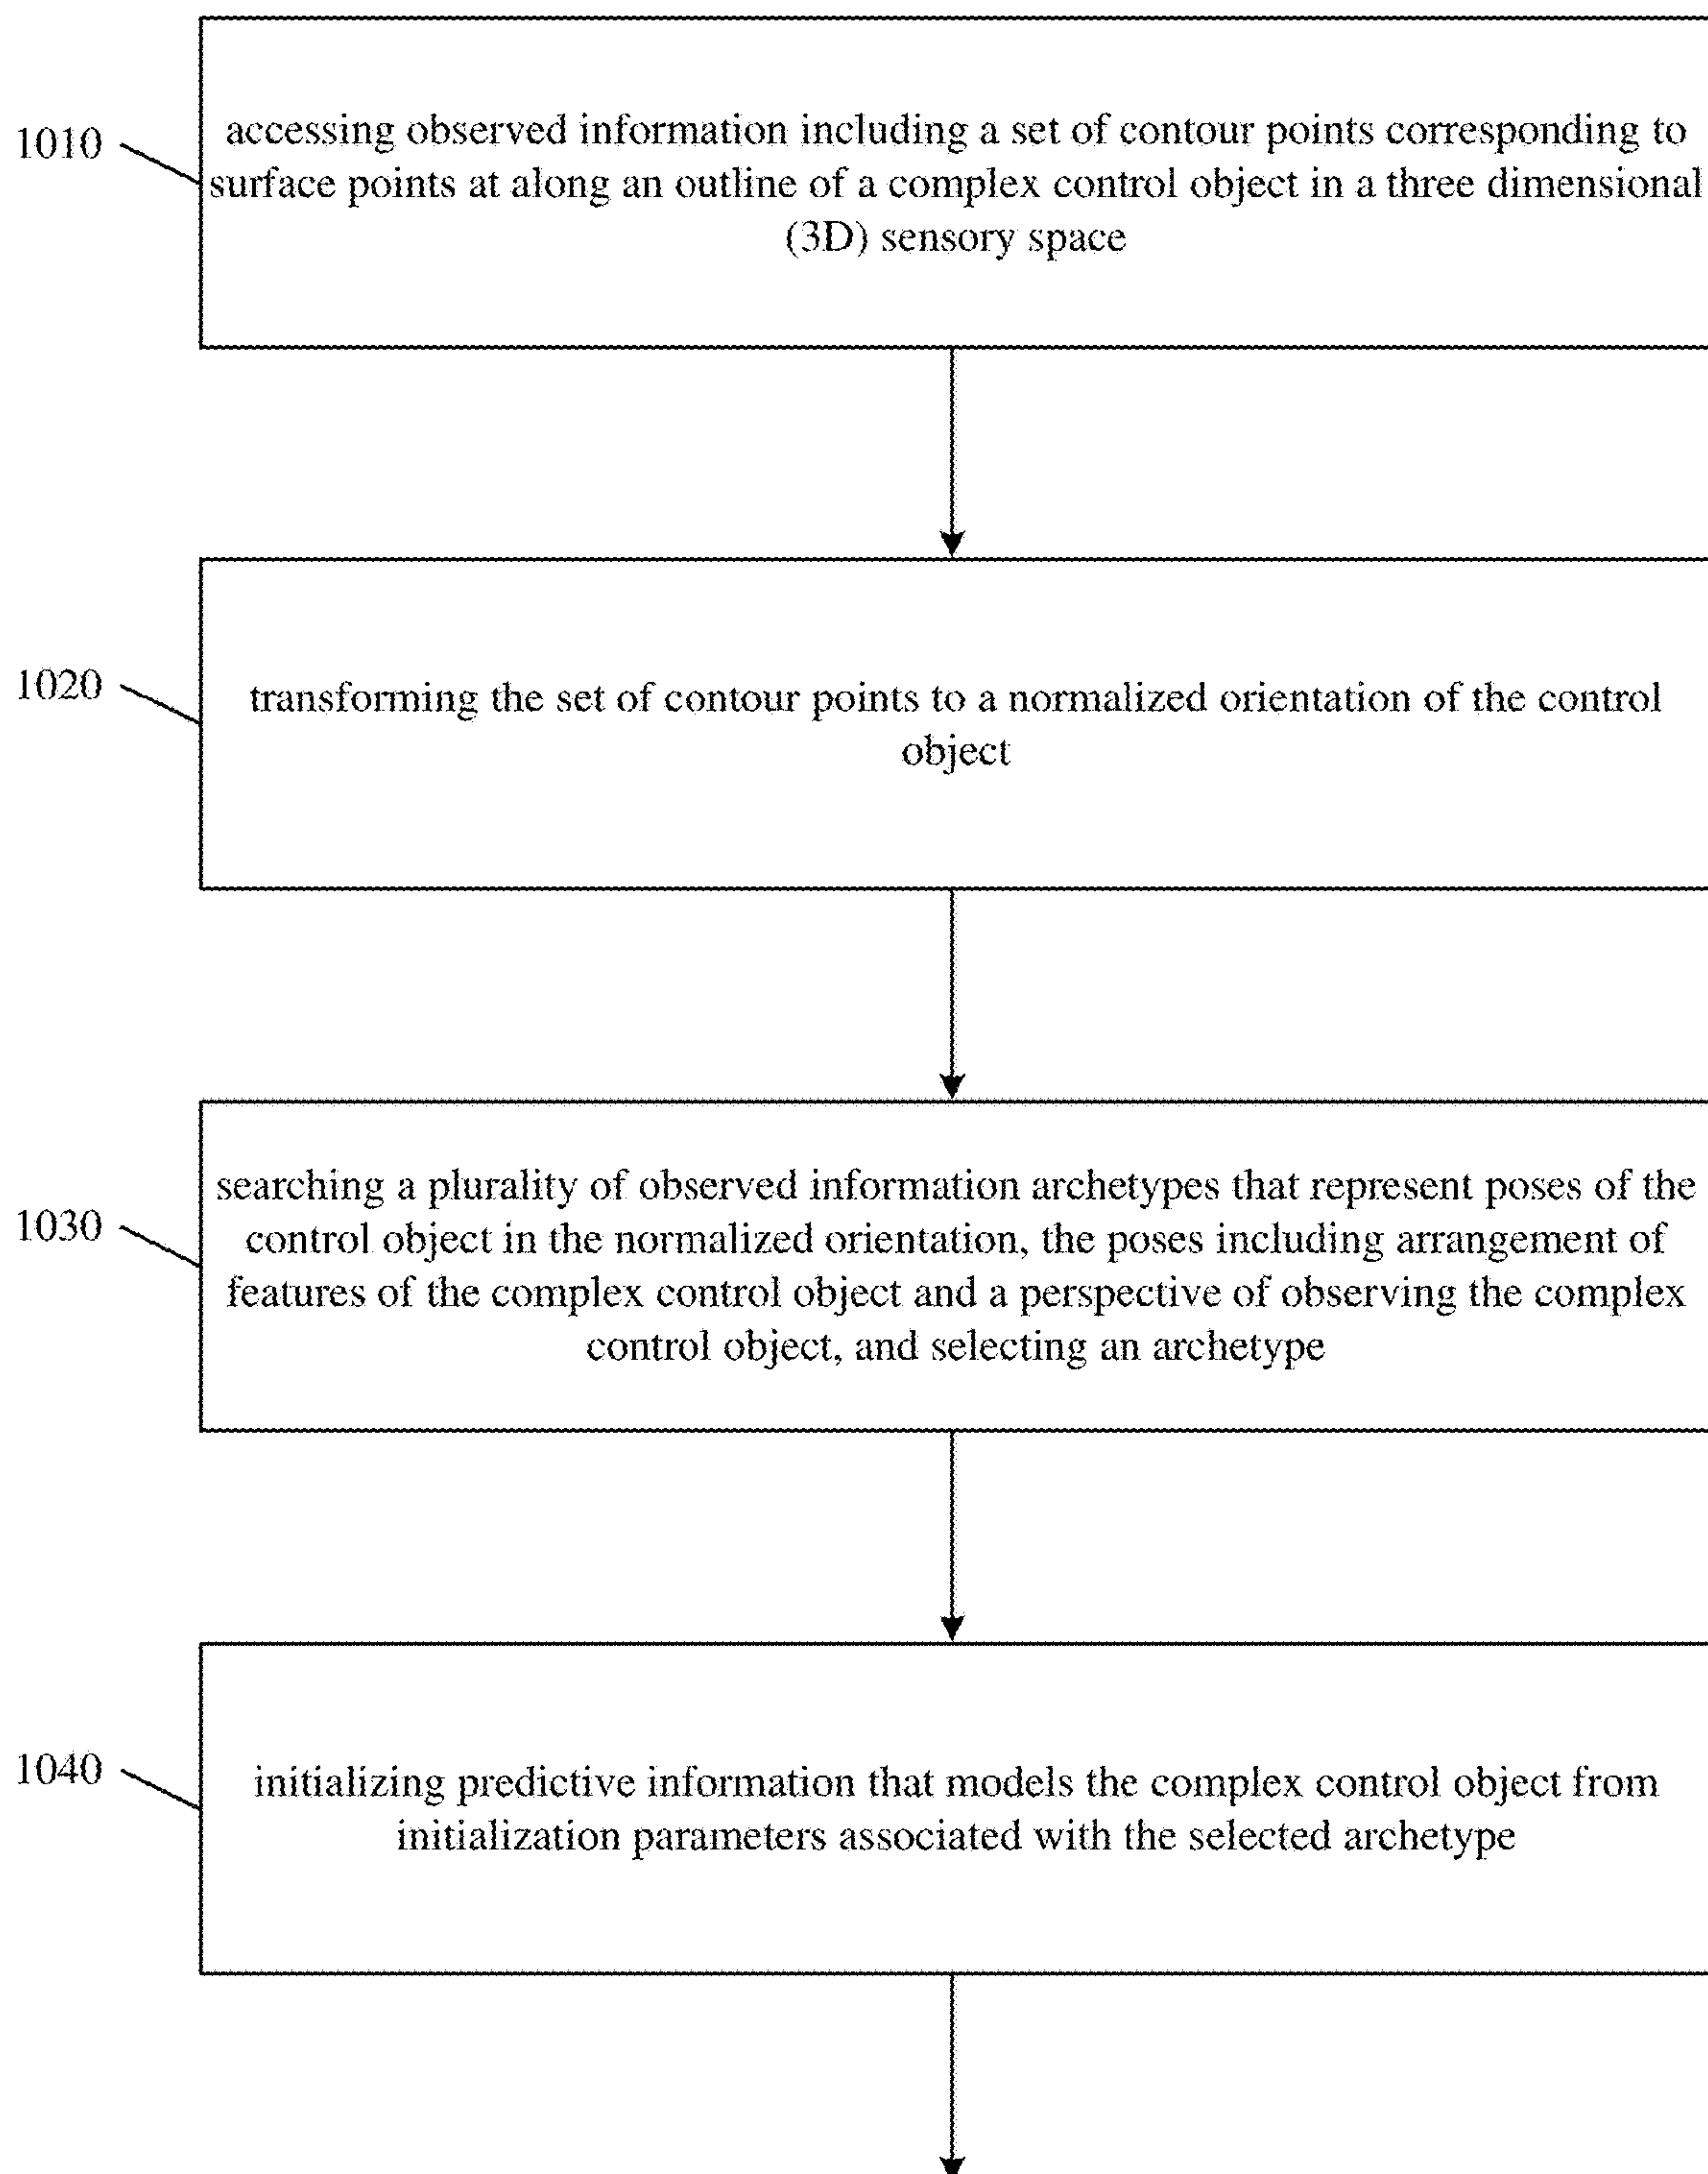 1010
accessing observed information including a set of contour points corresponding to
surface points at along an outline of a complex control object in a three dimensional
(3D) sensory space
1020
transforming the set of contour points to a normalized orientation of the control
object
1030
searching a plurality of observed information archetypes that represent poses of the
control object in the normalized orientation, the poses including arrangement of
features of the complex control object and a perspective of observing the complex
control object, and selecting an archetype
1040
initializing predictive information that models the complex control object from
initialization parameters associated with the selected archetype